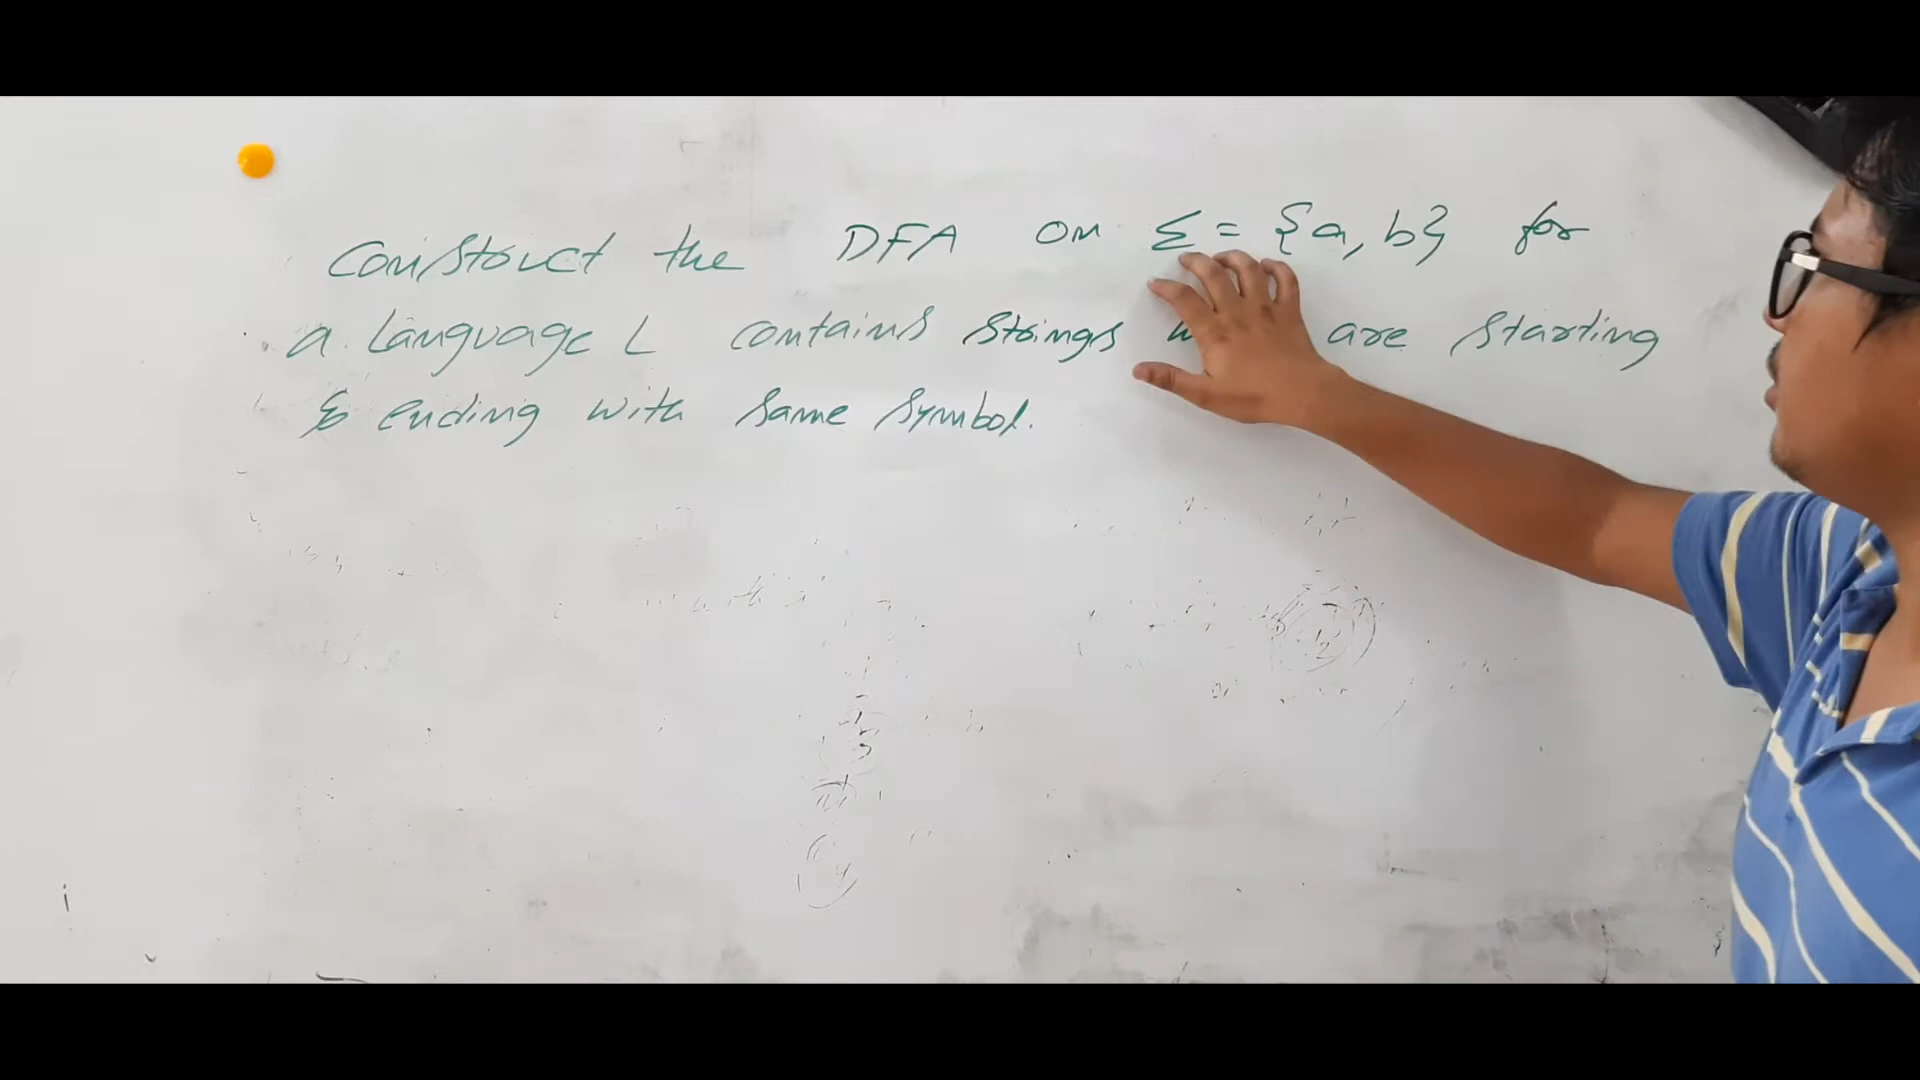 Construct the DFA on Σ = {a, b} for
a Language L contains strings are starting
& ending with same symbol.